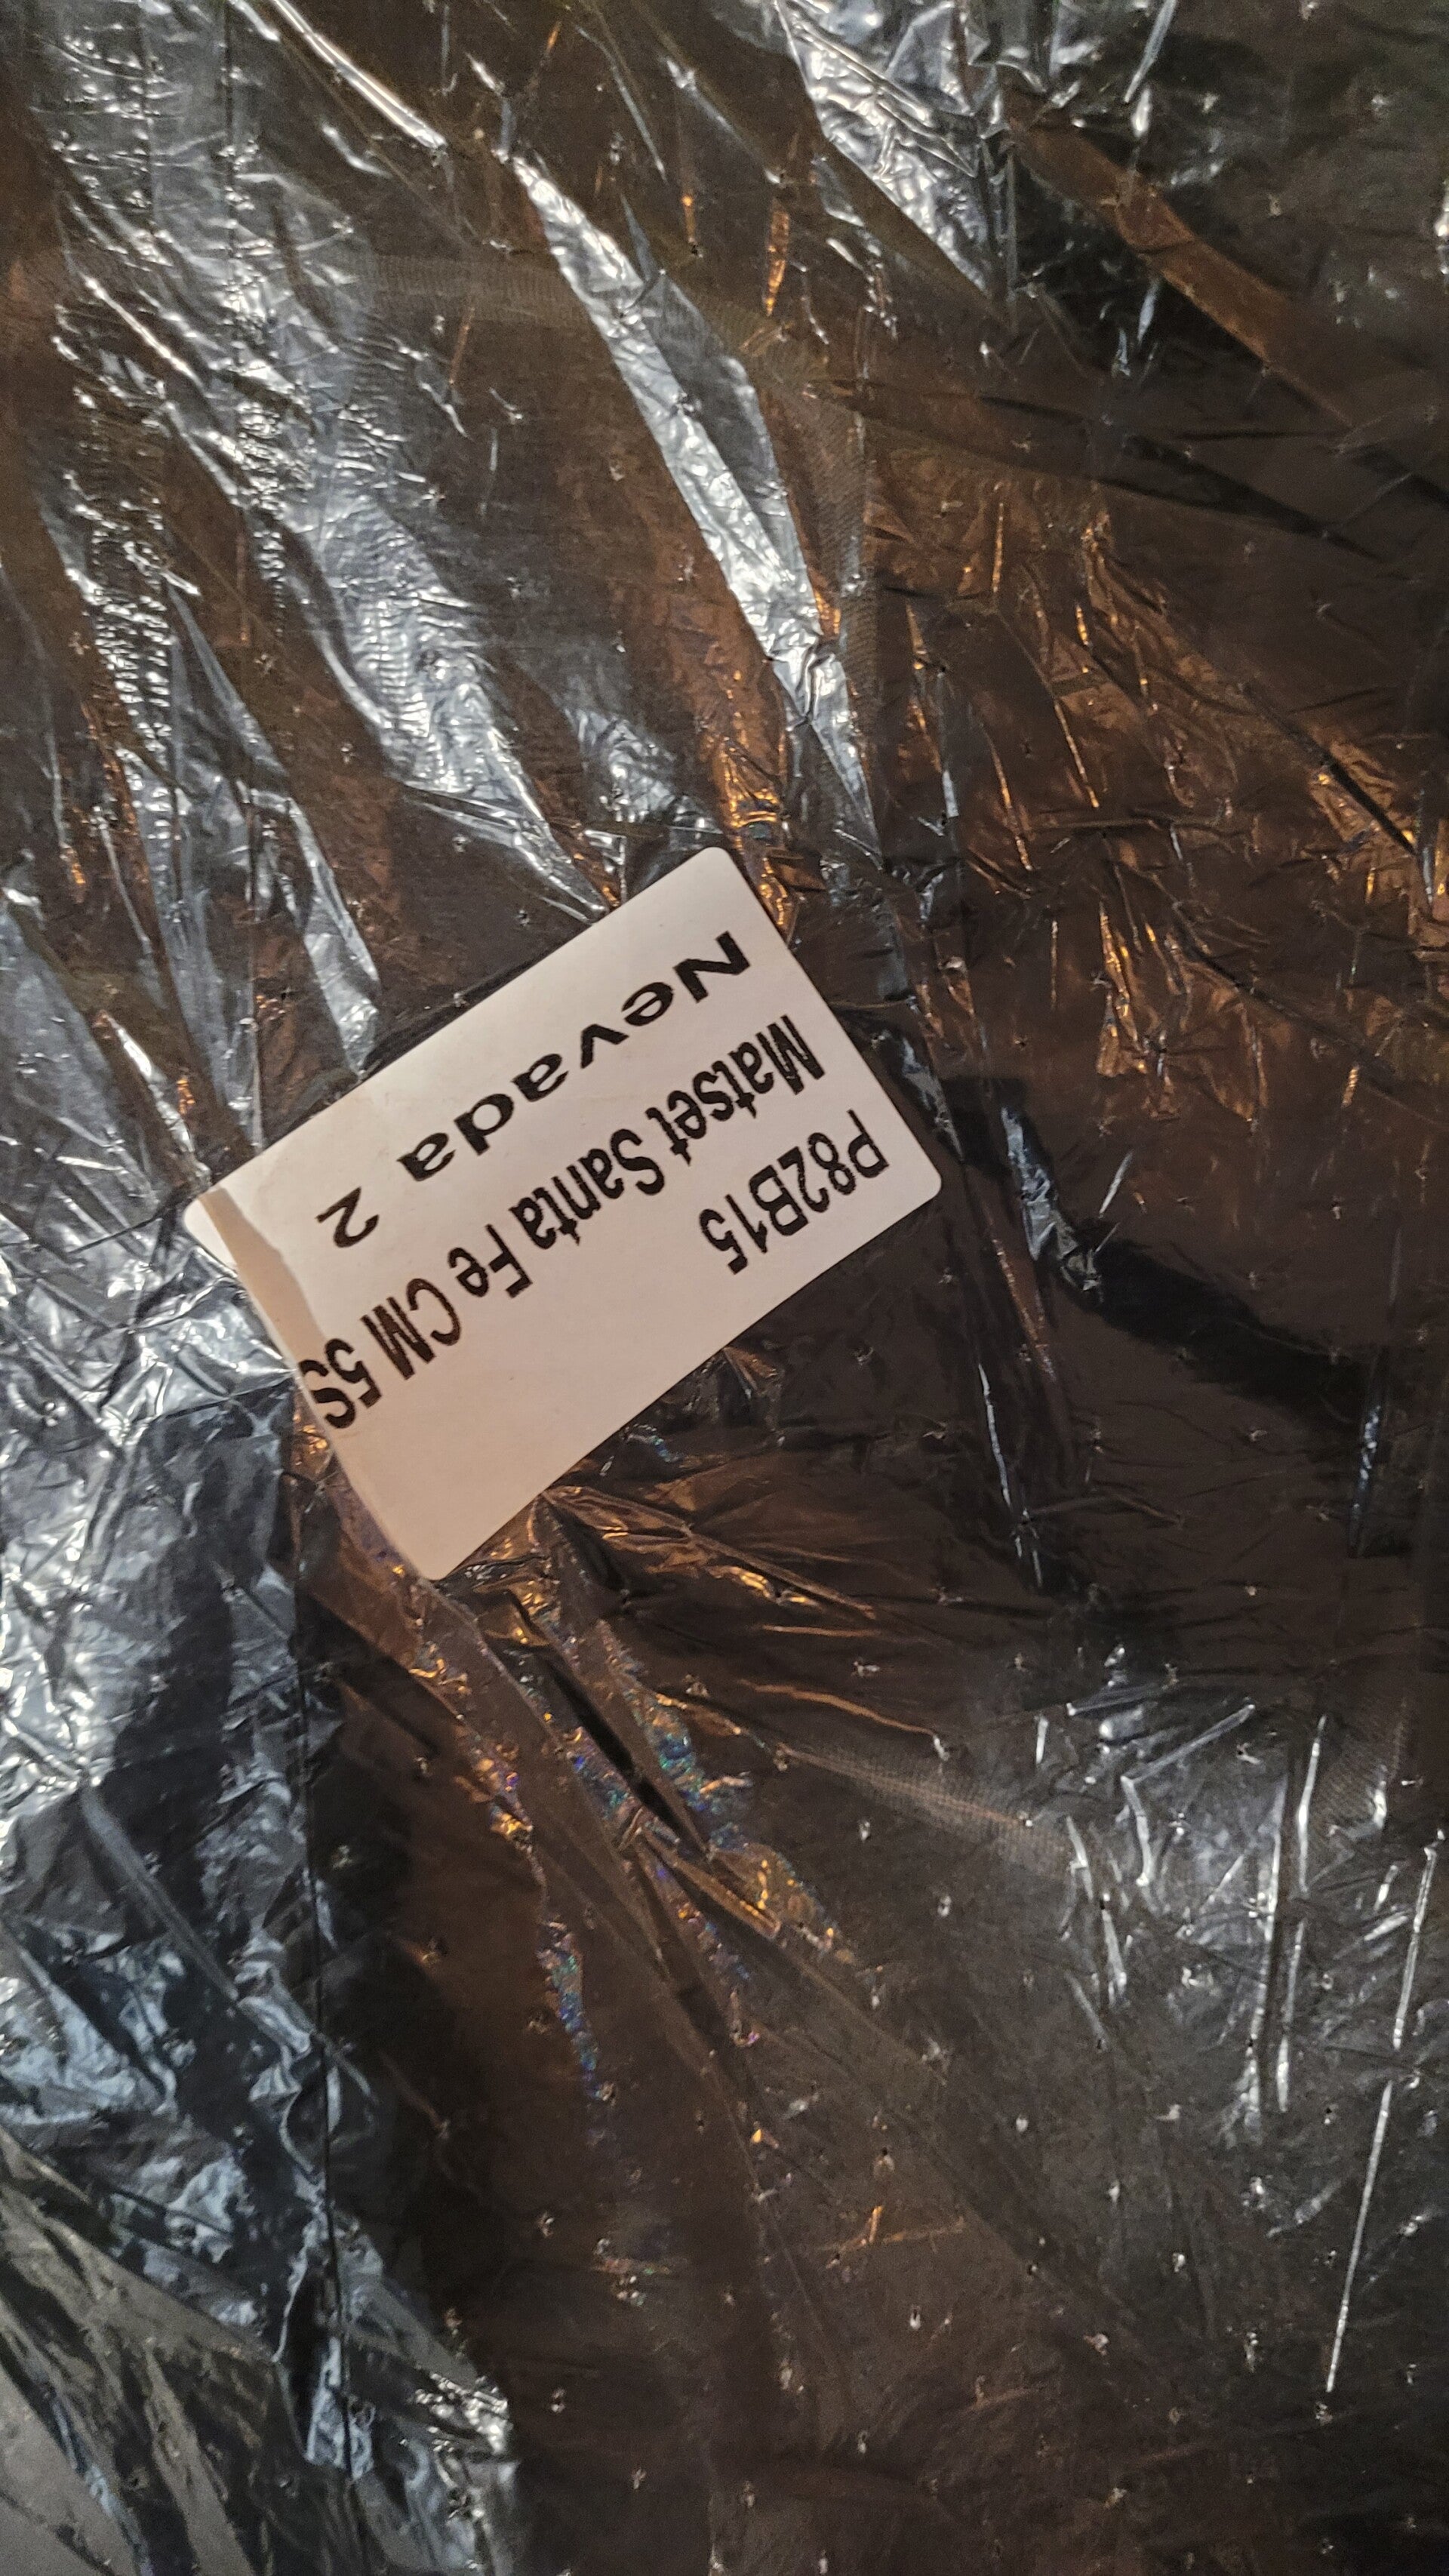 P82B15
Matset Santa Fe CM 5S
Nevada 2